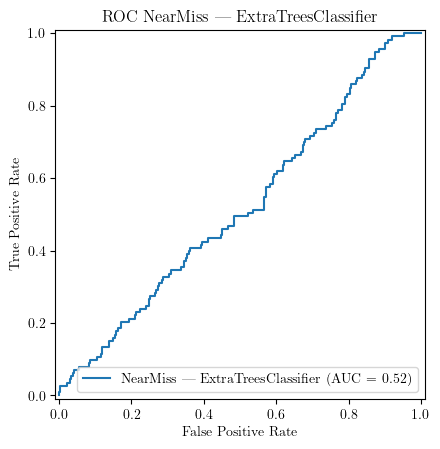 ROC NearMiss — ExtraTreesClassifier
1.0
0.8
0.6
0.4
0.2
0.0
True Positive Rate
NearMiss — ExtraTreesClassifier (AUC = 0.52)
0.0 0.2 0.4 0.6 0.8 1.0
False Positive Rate